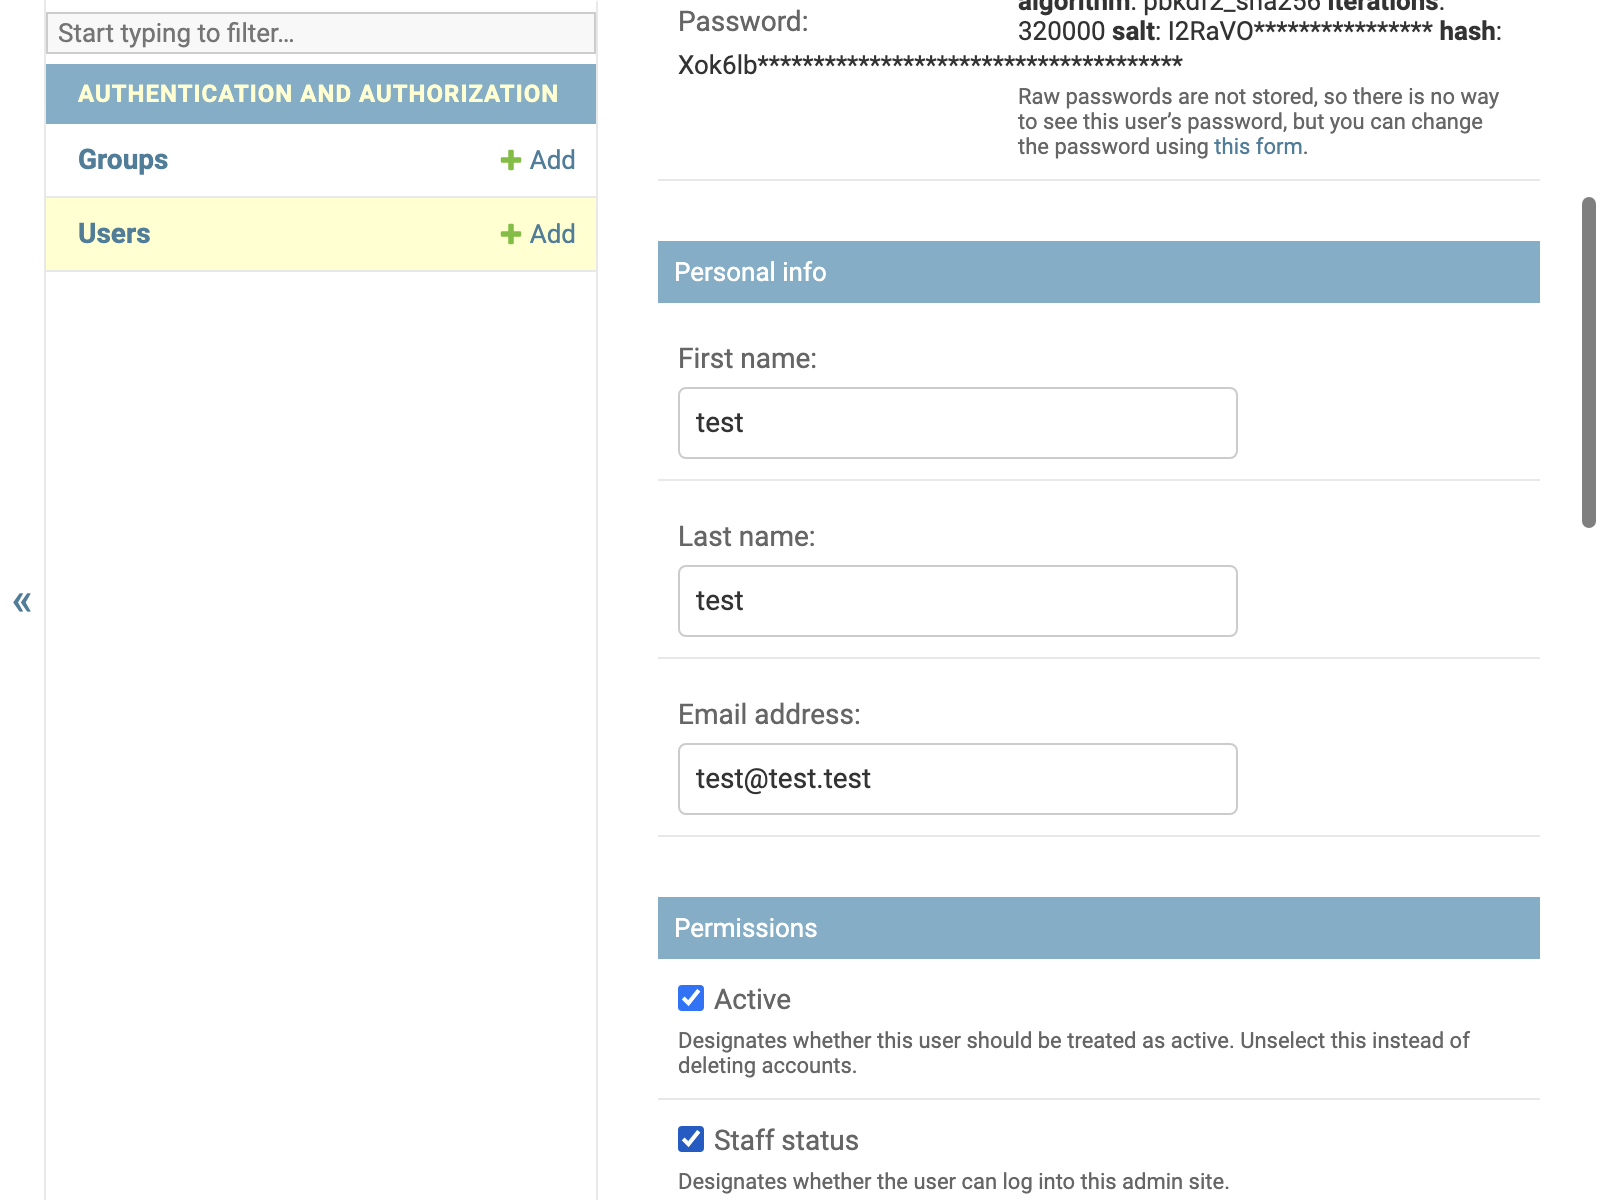 Start typing to filter...
AUTHENTICATION AND AUTHORIZATION
Groups
Add
Users
Add
«
Password:
algorithm: pbkdf2_sha256 iterations:
320000 salt: I2RaVO**************** hash:
Xok6lb**************************************
Raw passwords are not stored, so there is no way
to see this user’s password, but you can change
the password using this form.
Personal info
First name:
test
Last name:
test
Email address:
test@test.test
Permissions
Active
Designates whether this user should be treated as active. Unselect this instead of
deleting accounts.
Staff status
Designates whether the user can log into this admin site.